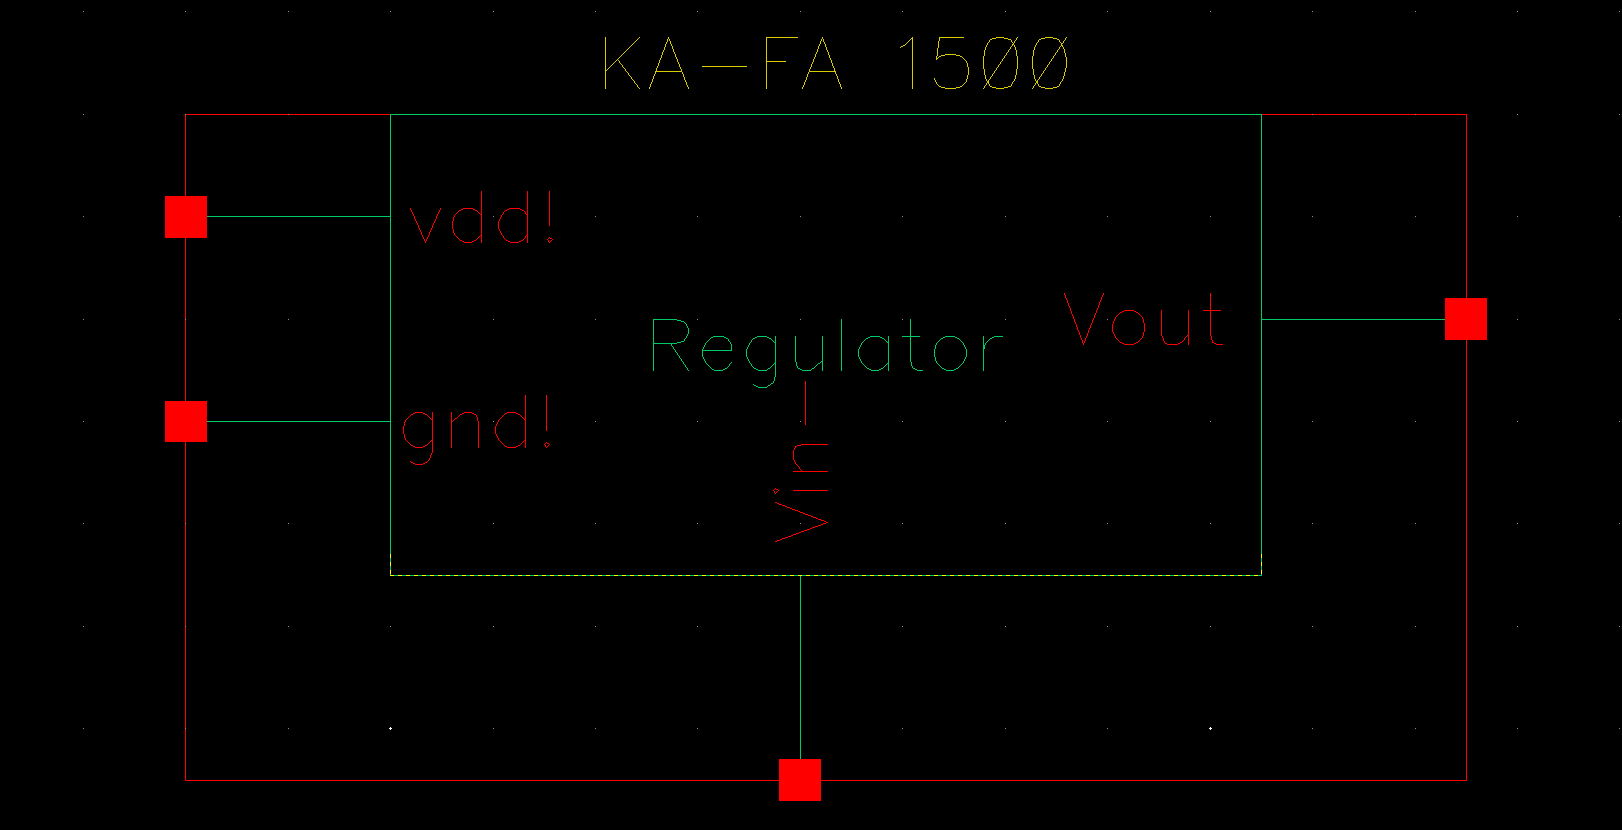 KA-FA 1500
vdd!
Vout
Regulator
gnd!
Vin-